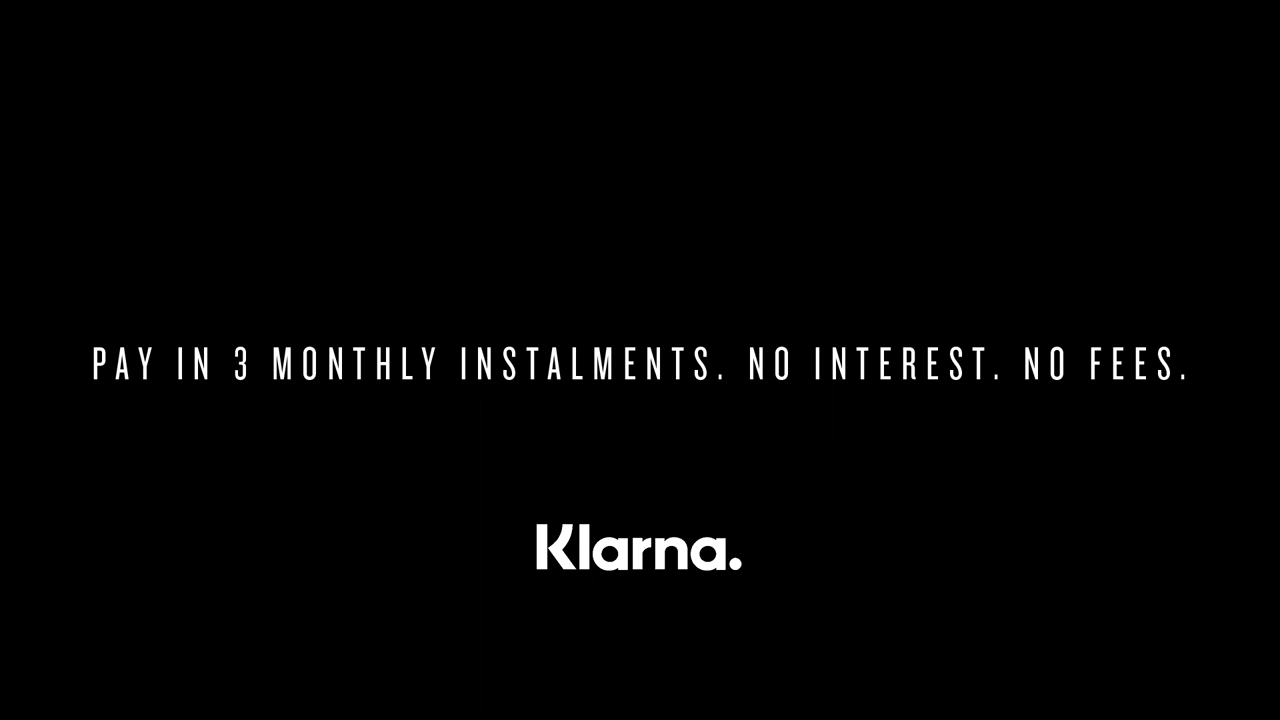 PAY IN 3 MONTHLY INSTALMENTS. NO INTEREST. NO FEES.
Klarna.